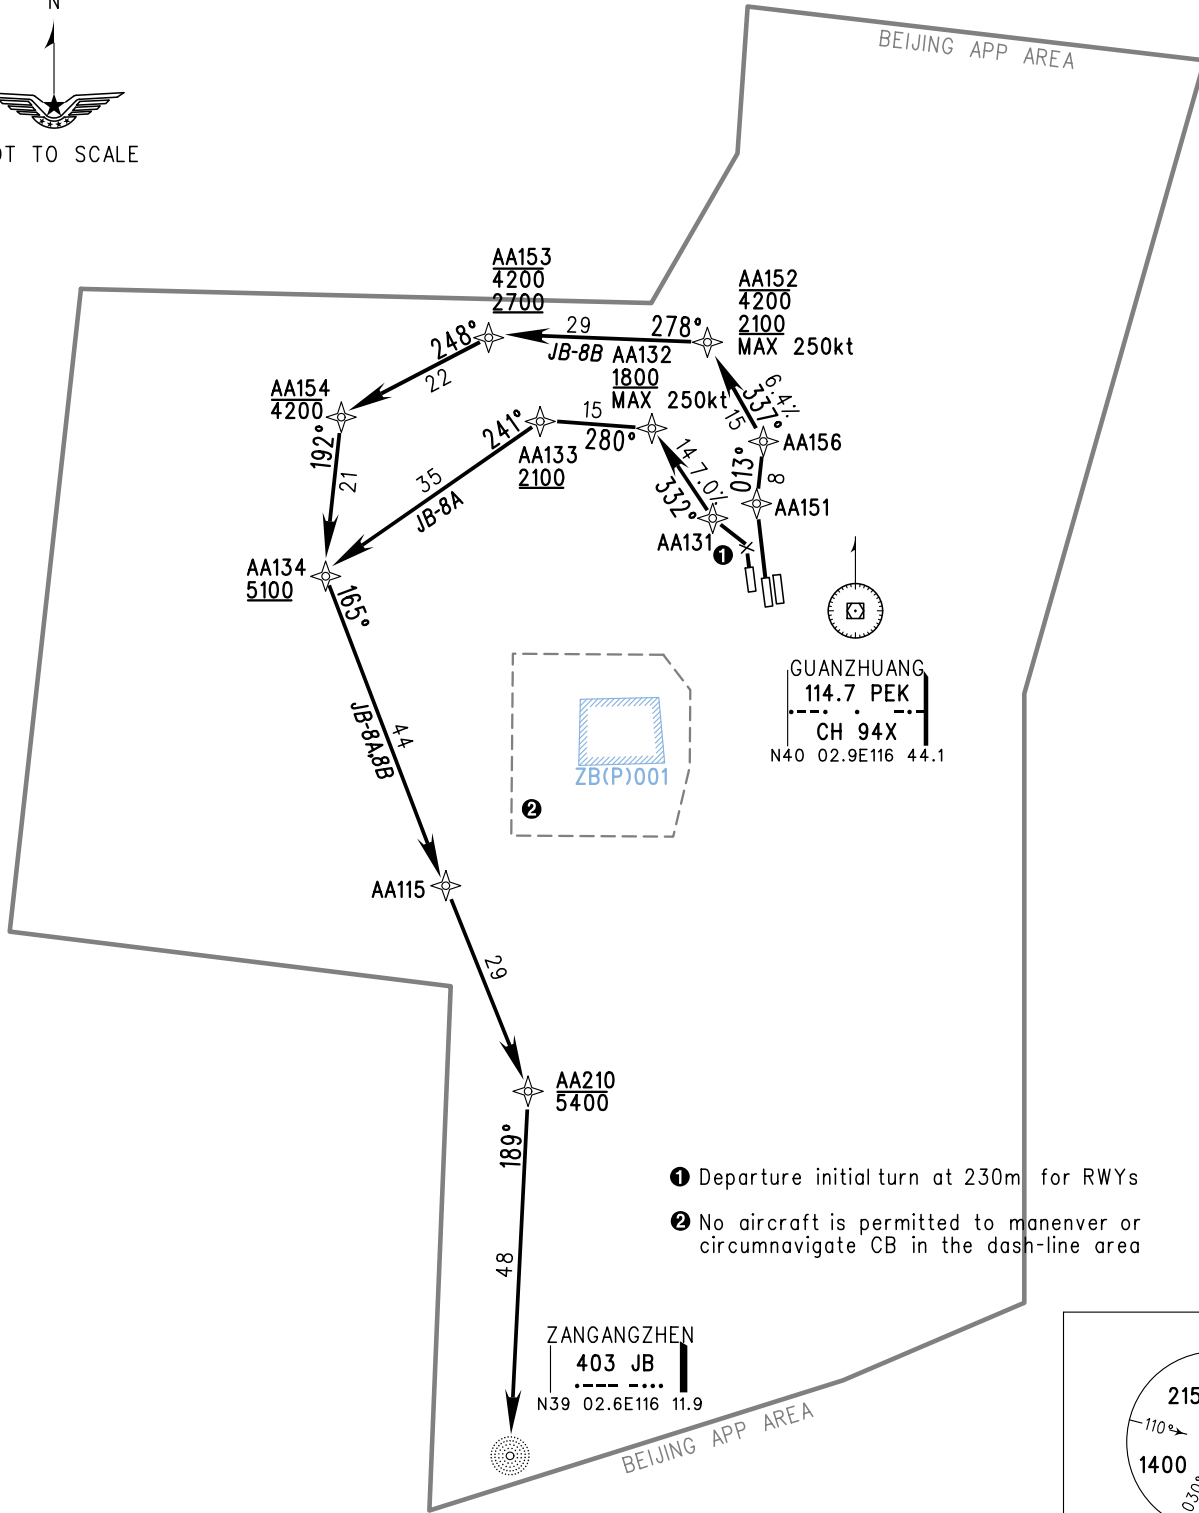 N
OT TO SCALE
BEIJING APP AREA
AA153
4200
2700
AA152
4200
2100
MAX 250kt
248°
29
278°
JB-8B
AA132
1800
MAX 250kt
22
6.4%
337°
15
AA154
4200
192°
21
241°
15
280°
AA133
2100
35
JB-8A
14
7.0%
332°
013°
8
AA156
AA151
AA131
1
AA134
5100
165°
44
JB-8A,8B
GUANZHUANG
114.7 PEK
CH 94X
N40 02.9E116 44.1
ZB(P)001
2
AA115
29
AA210
5400
189°
48
1 Departure initial turn at 230m for RWYs
2 No aircraft is permitted to manenver or
circumnavigate CB in the dash-line area
ZANGANGZHEN
403 JB
N39 02.6E116 11.9
BEIJING APP AREA
215
110°
1400
030°